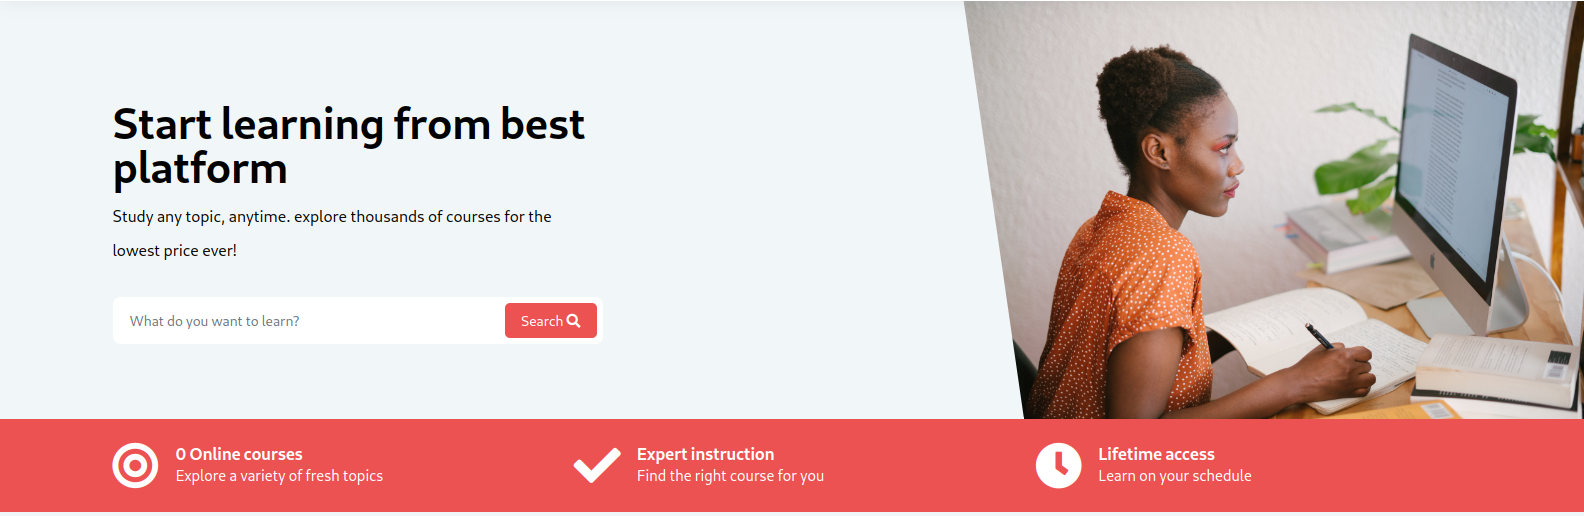 Start learning from best
platform
Study any topic, anytime. explore thousands of courses for the
lowest price ever!
What do you want to learn?
Search
0 Online courses
Explore a variety of fresh topics
Expert instruction
Find the right course for you
Lifetime access
Learn on your schedule